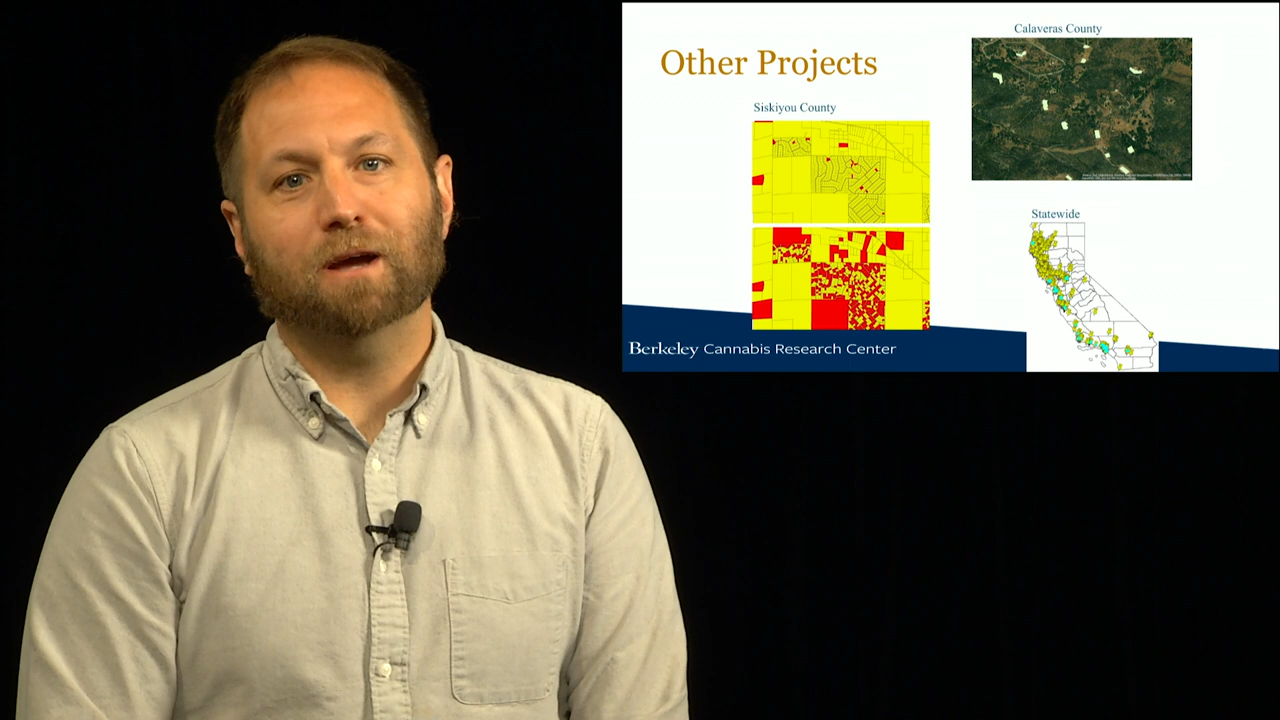 Calaveras County
Other Projects
Siskiyou County
Statewide
Berkeley Cannabis Research Center